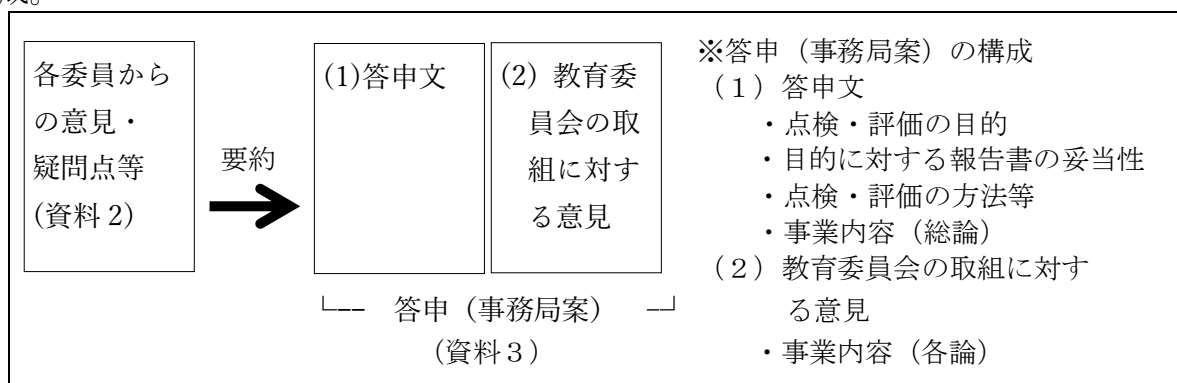 各委員から
の意見・
疑問点等
(資料 2)
要約
(1)答申文
(2) 教育委
員会の取
組に対す
る意見
└-- 答申（事務局案） -┘
（資料３）
※答申（事務局案）の構成
（１）答申文
・点検・評価の目的
・目的に対する報告書の妥当性
・点検・評価の方法等
・事業内容（総論）
（２）教育委員会の取組に対す
る意見
・事業内容（各論）